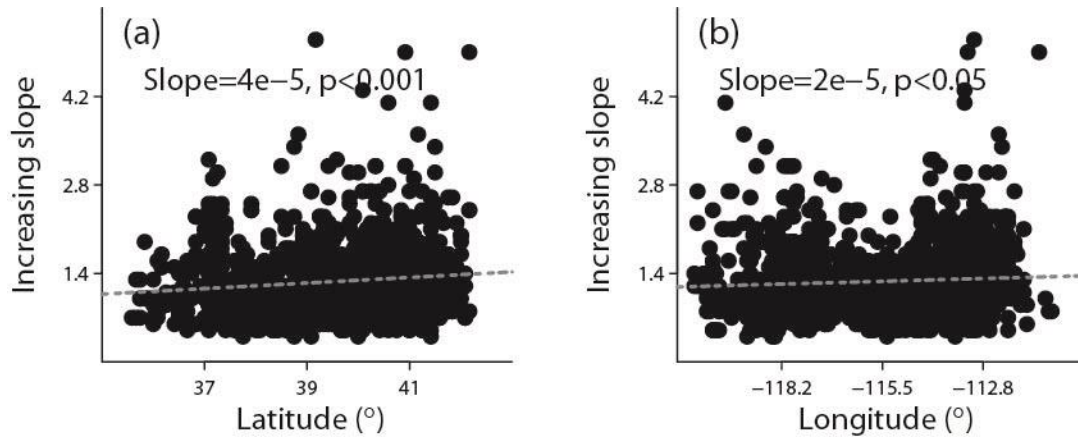 (a)
Slope=4e−5, p<0.001
Increasing slope
4.2
2.8
1.4
37 39 41
Latitude (°)
(b)
Slope=2e−5, p<0.05
Increasing slope
4.2
2.8
1.4
−118.2 −115.5 −112.8
Longitude (°)